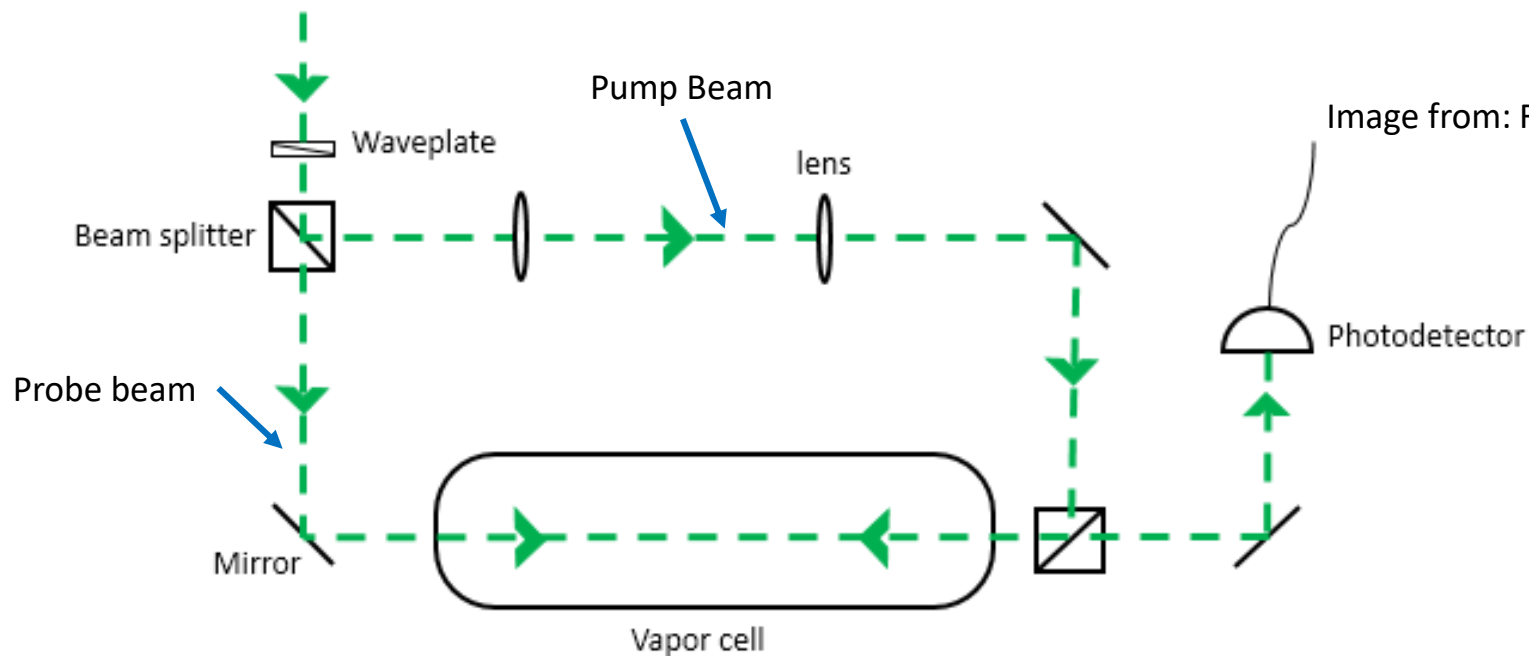 Pump Beam
Image from:
Waveplate
lens
Beam splitter
Photodetector
Probe beam
Mirror
Vapor cell